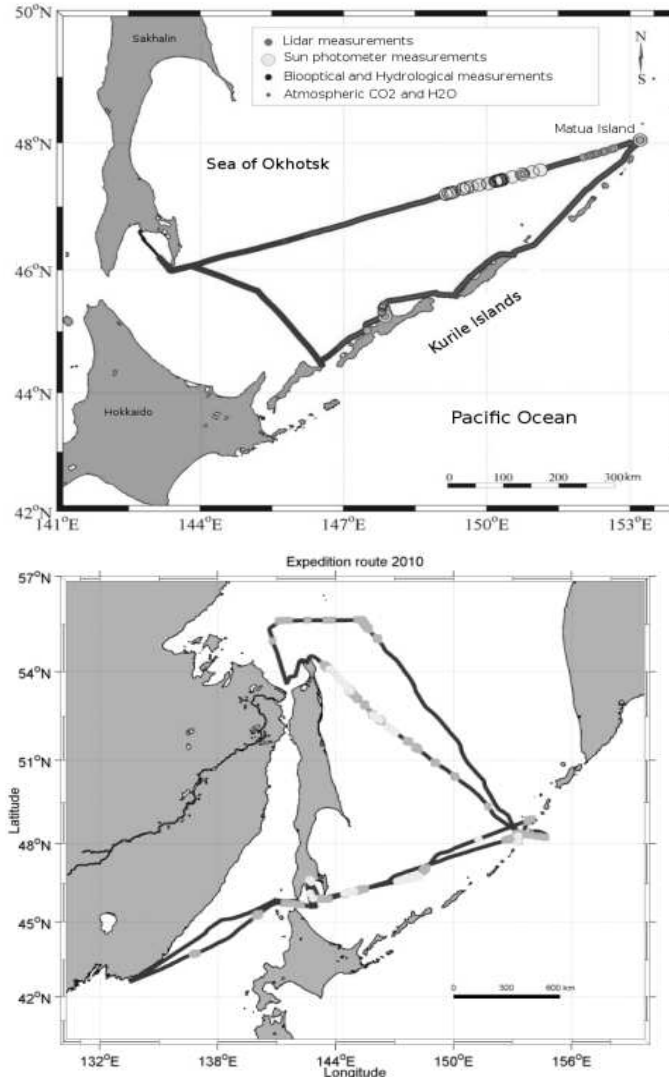 50°N
Sakhalin
Lidar measurements
Sun photometer measurements
Biooptical and Hydrological measurements
Atmospheric CO2 and H2O
N
S
48°N
Matua Island
Sea of Okhotsk
46°N
Kurile Islands
44°N
Hokkaido
Pacific Ocean
0 100 200 300km
42°N
141°E 144°E 147°E 150°E 153°E
Expedition route 2010
57°N
54°N
51°N
Latitude
48°N
45°N
42°N
0 300 600 km
132°E 138°E 144°E 150°E 156°E
Longitude